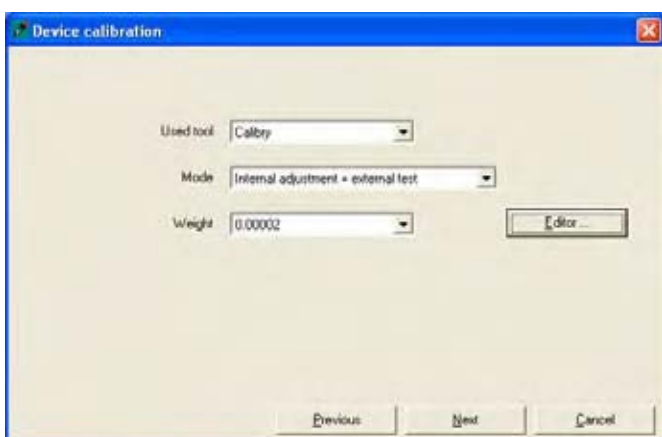 Device calibration
Used tool Calibry
Mode Internal adjustment + external test
Weight 0.00002 Editor ...
Previous Next Cancel